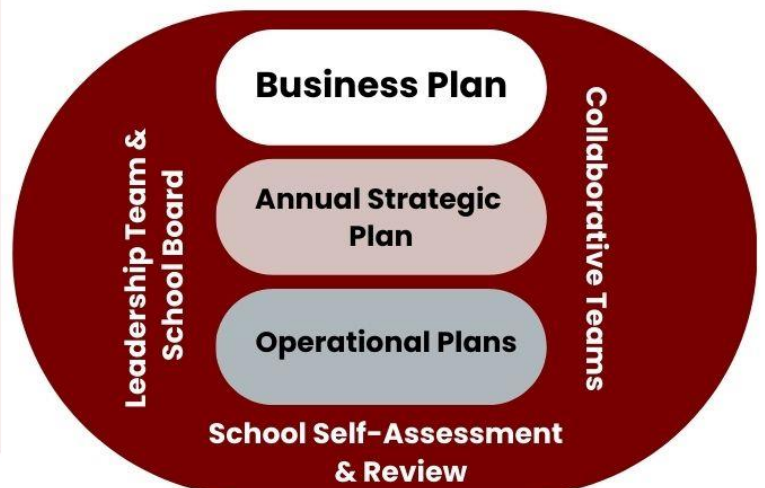 Business Plan
Annual Strategic
Plan
Operational Plans
Leadership Team &
School Board
Collaborative Teams
School Self-Assessment
& Review